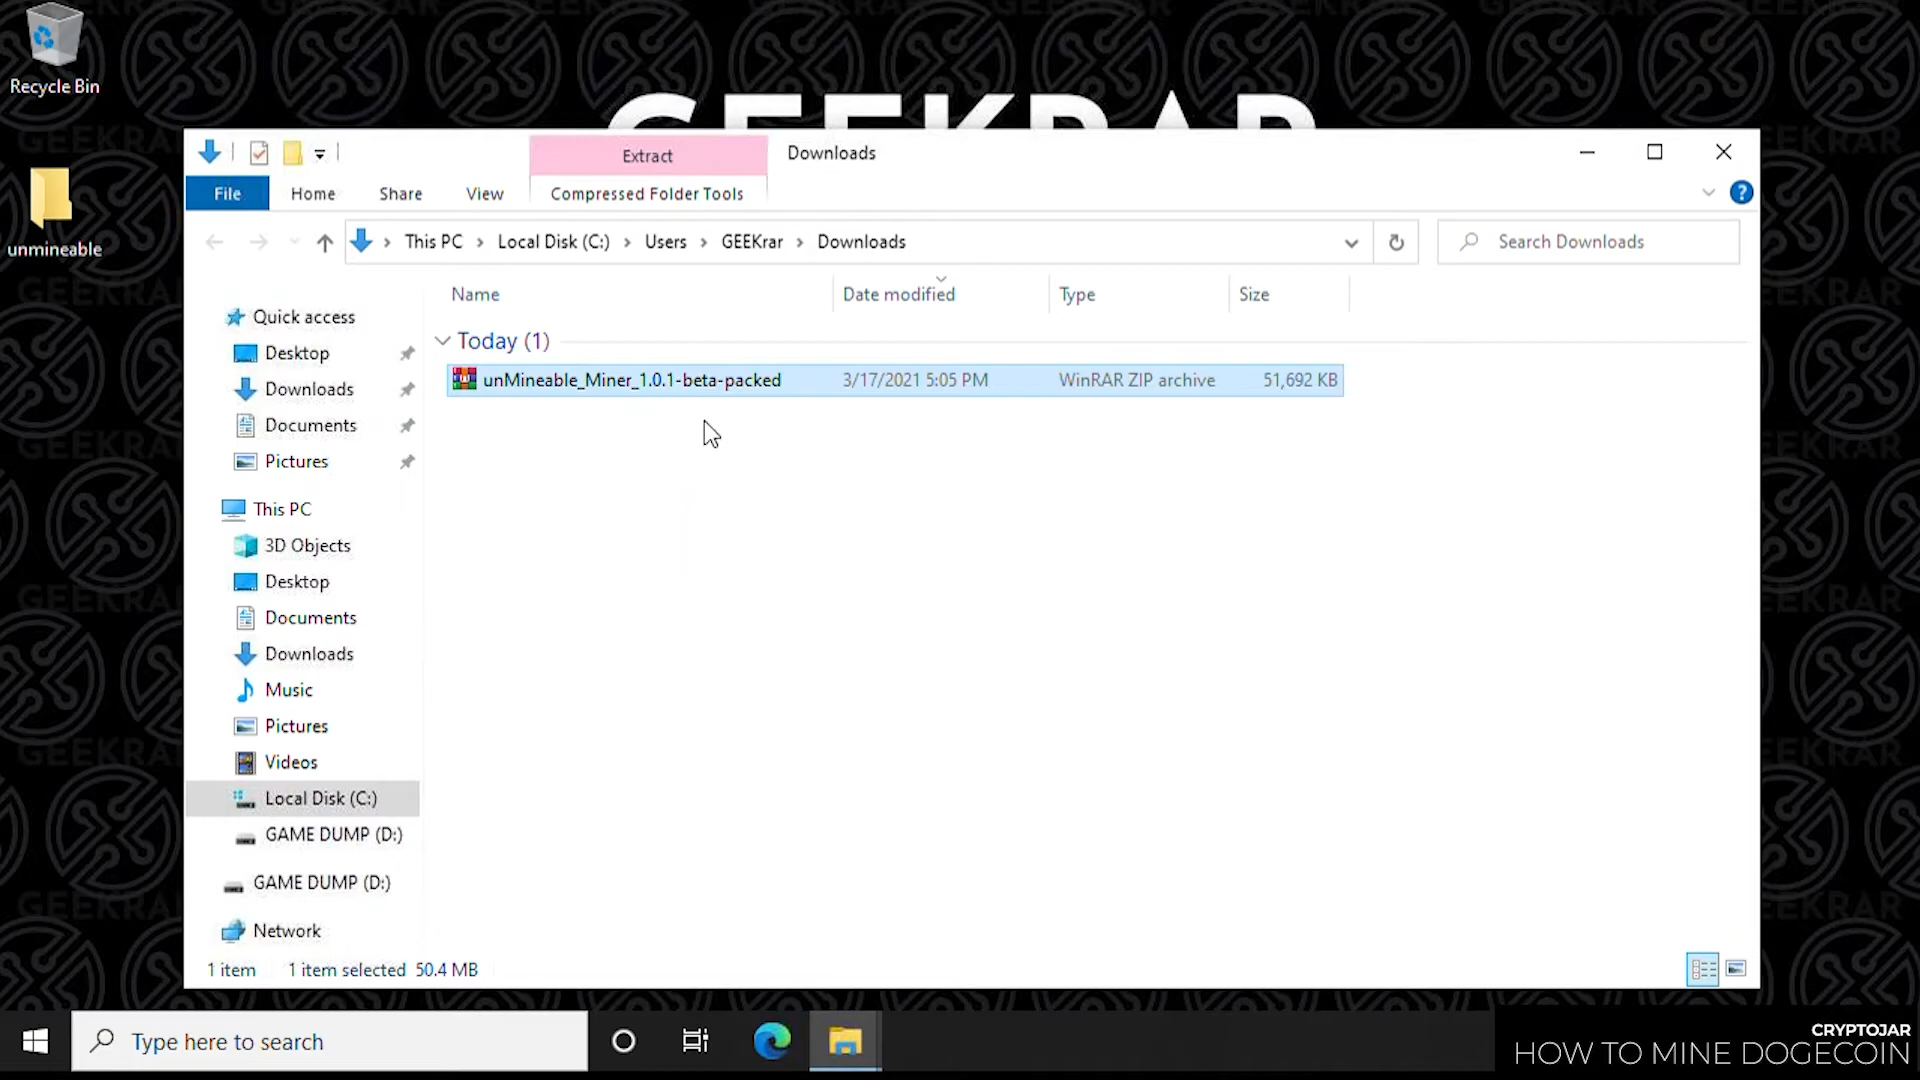 GEEKRAR
Recycle Bin
unmineable
Extract
Downloads
File
Home
Share
View
Compressed Folder Tools
This PC
Local Disk (C:)
Users
GEEKrar
Downloads
Search Downloads
Name
Date modified
Type
Size
Today (1)
unMineable_Miner_1.0.1-beta-packed
3/17/2021 5:05 PM
WinRAR ZIP archive
51,692 KB
Quick access
Desktop
Downloads
Documents
Pictures
This PC
3D Objects
Desktop
Documents
Downloads
Music
Pictures
Videos
Local Disk (C:)
GAME DUMP (D:)
GAME DUMP (D:)
Network
1 item
1 item selected 50.4 MB
Type here to search
CRYPTOJAR
HOW TO MINE DOGECOIN